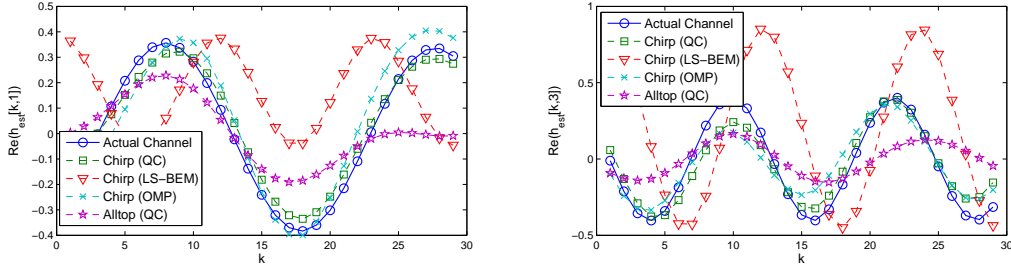 Re(h_est[k,1])
0.4
0.3
0.2
0.1
0
-0.1
-0.2
-0.3
-0.4
Actual Channel
Chirp (QC)
Chirp (LS-BEM)
Chirp (OMP)
Alltop (QC)
0 5 10 15 20 25 30
k
Re(h_est[k,3])
1
0.5
0
-0.5
Actual Channel
Chirp (QC)
Chirp (LS-BEM)
Chirp (OMP)
Alltop (QC)
0 5 10 15 20 25 30
k